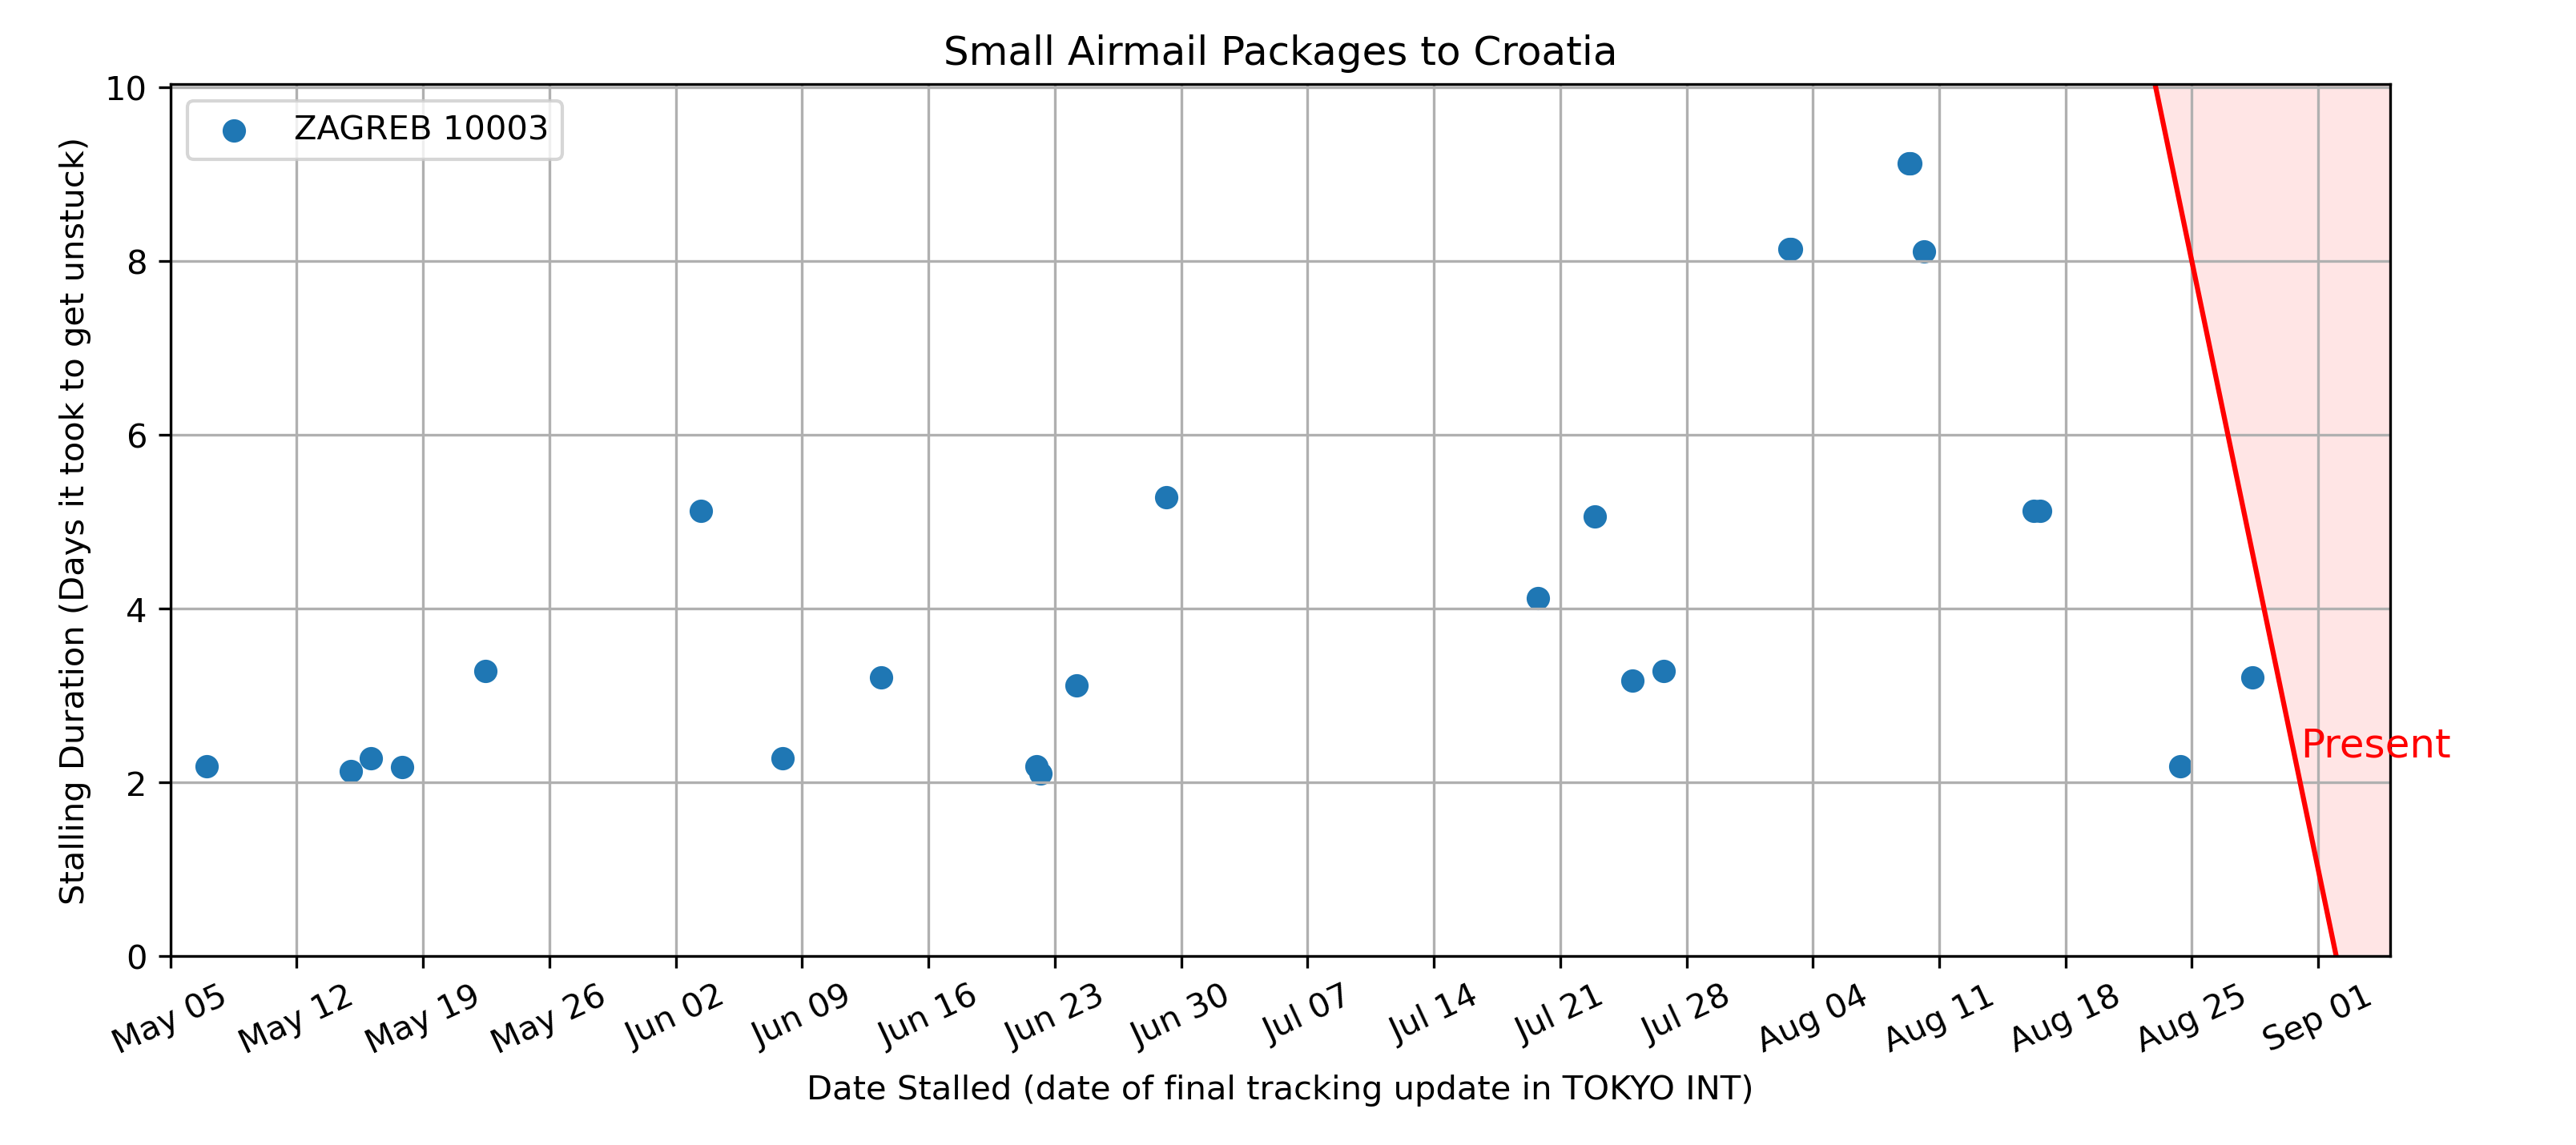 Small Airmail Packages to Croatia
ZAGREB 10003
Stalling Duration (Days it took to get unstuck)
10
8
6
4
2
0
Present
May 05
May 12
May 19
May 26
Jun 02
Jun 09
Jun 16
Jun 23
Jun 30
Jul 07
Jul 14
Jul 21
Jul 28
Aug 04
Aug 11
Aug 18
Aug 25
Sep 01
Date Stalled (date of final tracking update in TOKYO INT)